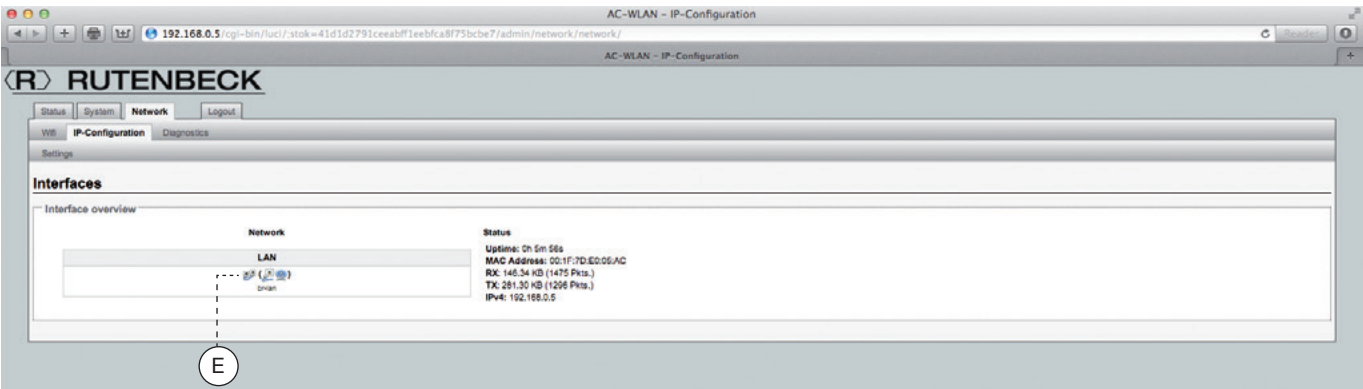 AC-WLAN – IP-Configuration
192.168.0.5/cgi-bin/luci/;stok=41d1d2791ceeabff1eebfca8f75bcbe7/admin/network/network/
Reader
AC-WLAN – IP-Configuration
⟨R⟩ RUTENBECK
Status System Network Logout
Wifi IP-Configuration Diagnostics
Settings
Interfaces
Interface overview
Network Status
LAN
Uptime: 0h 5m 56s
MAC Address: 00:1F:7D:E0:05:AC
RX: 146.34 KB (1475 Pkts.)
TX: 281.30 KB (1296 Pkts.)
IPv4: 192.168.0.5
br-lan
E